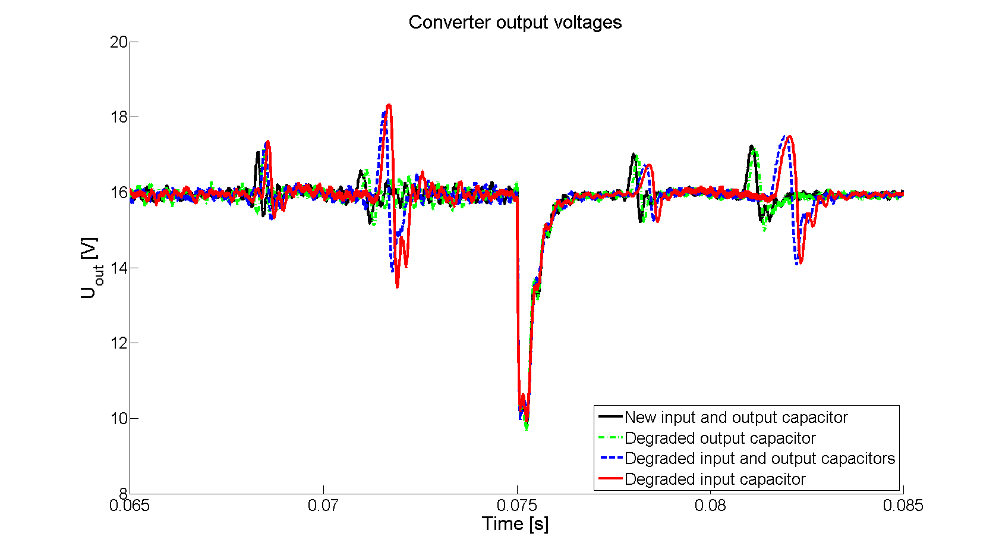 Converter output voltages
20
18
16
14
12
10
8
U_out [V]
0.065 0.07 0.075 0.08 0.085
Time [s]
New input and output capacitor
Degraded output capacitor
Degraded input and output capacitors
Degraded input capacitor